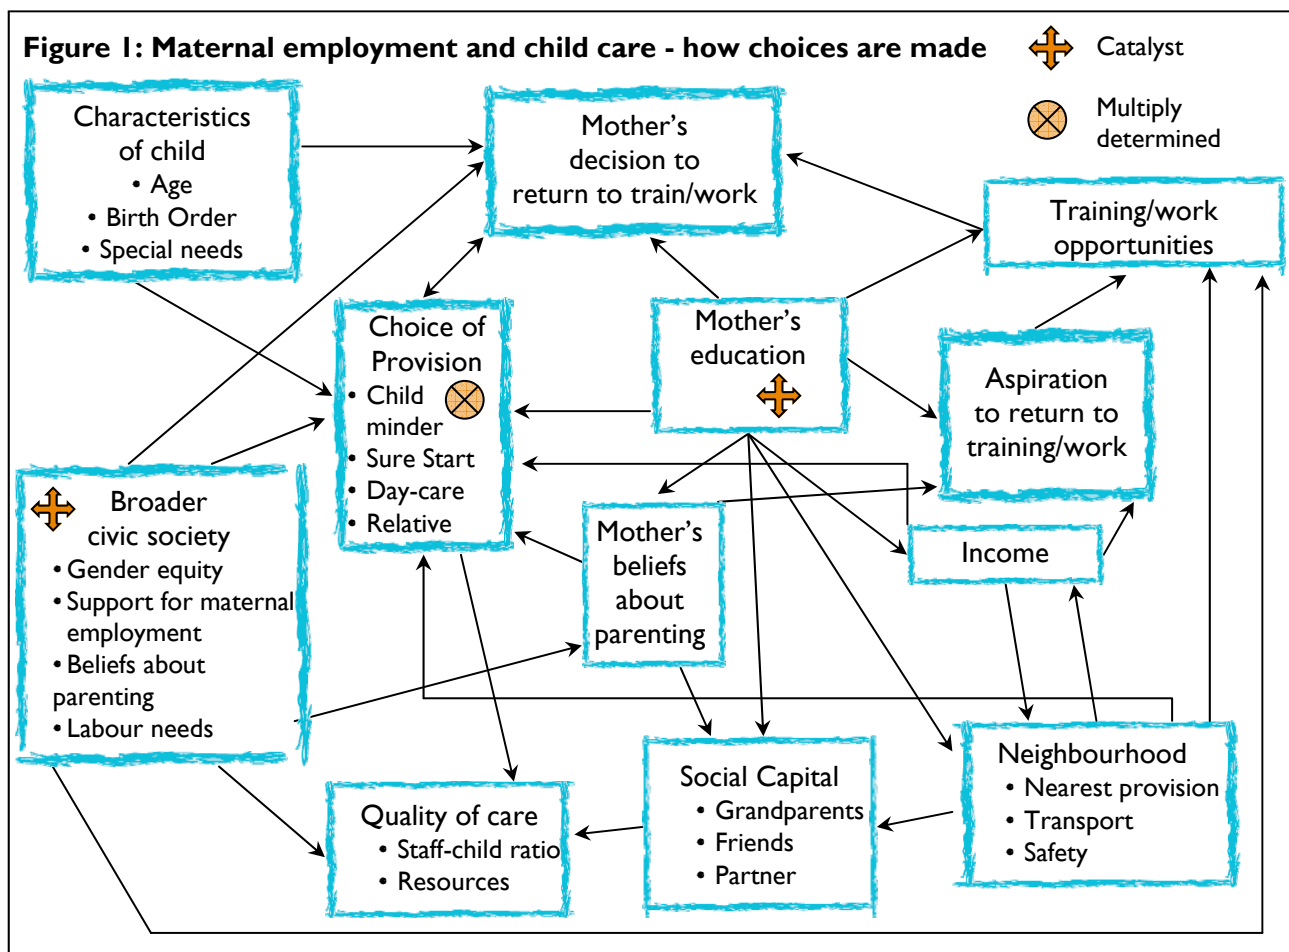 Figure 1: Maternal employment and child care - how choices are made
Catalyst
Multiply
determined
Characteristics
of child
• Age
• Birth Order
• Special needs
Mother's
decision to
return to train/work
Training/work
opportunities
Choice of
Provision
• Child
minder
• Sure Start
• Day-care
• Relative
Mother's
education
Aspiration
to return to
training/work
Broader
civic society
• Gender equity
• Support for maternal
employment
• Beliefs about
parenting
• Labour needs
Mother's
beliefs
about
parenting
Income
Quality of care
• Staff-child ratio
• Resources
Social Capital
• Grandparents
• Friends
• Partner
Neighbourhood
• Nearest provision
• Transport
• Safety